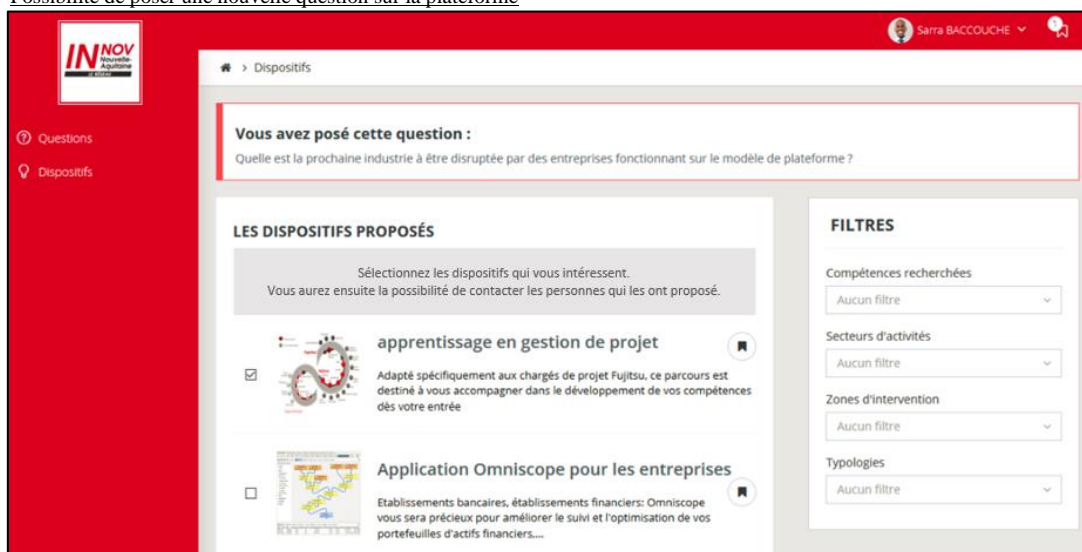 Possibilité de poser une nouvelle question sur la plateforme
INNOV
Nouvelle-
Aquitaine
LE RÉSEAU
Sarra BACCOUCHE
1
> Dispositifs
Questions
Dispositifs
Vous avez posé cette question :
Quelle est la prochaine industrie à être disruptée par des entreprises fonctionnant sur le modèle de plateforme ?
LES DISPOSITIFS PROPOSÉS
Sélectionnez les dispositifs qui vous intéressent.
Vous aurez ensuite la possibilité de contacter les personnes qui les ont proposé.
apprentissage en gestion de projet
Adapté spécifiquement aux chargés de projet Fujitsu, ce parcours est
destiné à vous accompagner dans le développement de vos compétences
dès votre entrée
Application Omniscope pour les entreprises
Etablissements bancaires, établissements financiers: Omniscope
vous sera précieux pour améliorer le suivi et l'optimisation de vos
portefeuilles d'actifs financiers,...
FILTRES
Compétences recherchées
Aucun filtre
Secteurs d'activités
Aucun filtre
Zones d'intervention
Aucun filtre
Typologies
Aucun filtre